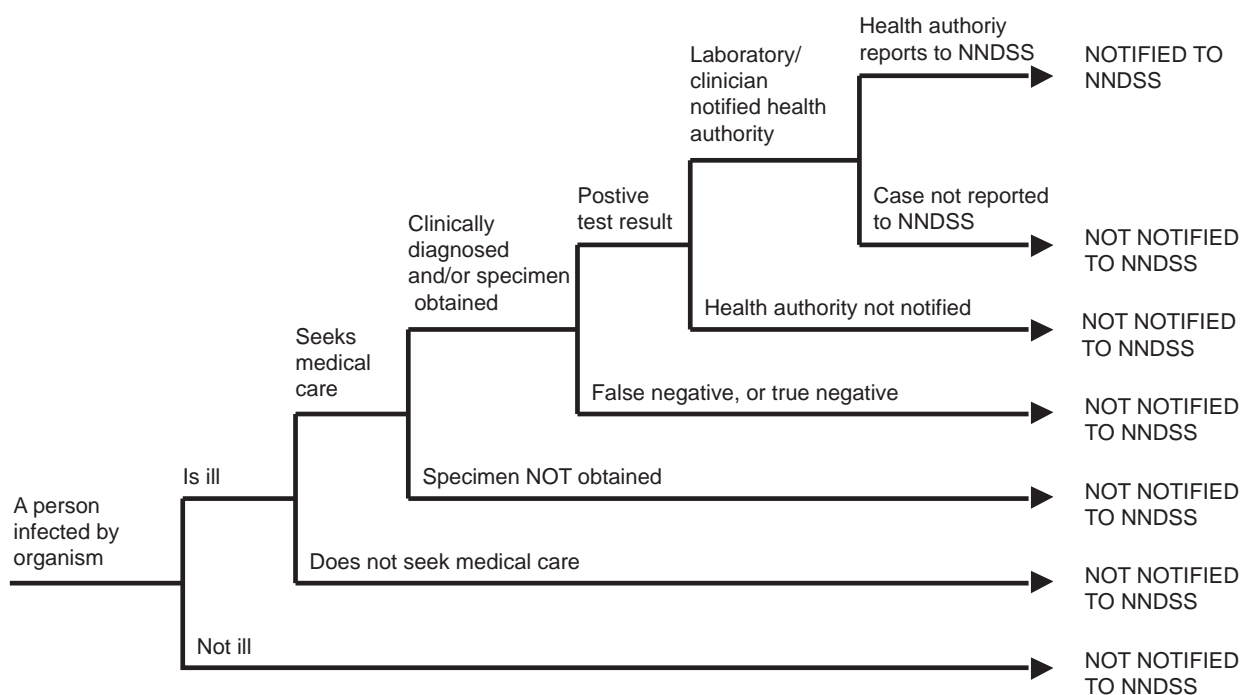 Health authoriy
reports to NNDSS
NOTIFIED TO
NNDSS
Laboratory/
clinician
notified health
authority
Case not reported
to NNDSS
NOT NOTIFIED
TO NNDSS
Postive
test result
Health authority not notified
NOT NOTIFIED
TO NNDSS
Clinically
diagnosed
and/or specimen
obtained
False negative, or true negative
NOT NOTIFIED
TO NNDSS
Seeks
medical
care
Specimen NOT obtained
NOT NOTIFIED
TO NNDSS
Is ill
A person
infected by
organism
Does not seek medical care
NOT NOTIFIED
TO NNDSS
Not ill
NOT NOTIFIED
TO NNDSS